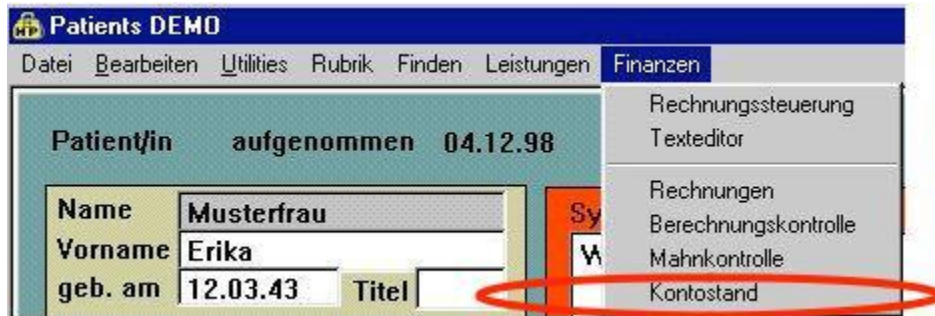 Patients DEMO
Datei Bearbeiten Utilities Rubrik Finden Leistungen Finanzen
Rechnungssteuerung
Texteditor
Rechnungen
Berechnungskontrolle
Mahnkontrolle
Kontostand
Patient/in aufgenommen 04.12.98
Name Musterfrau
Vorname Erika
geb. am 12.03.43 Titel